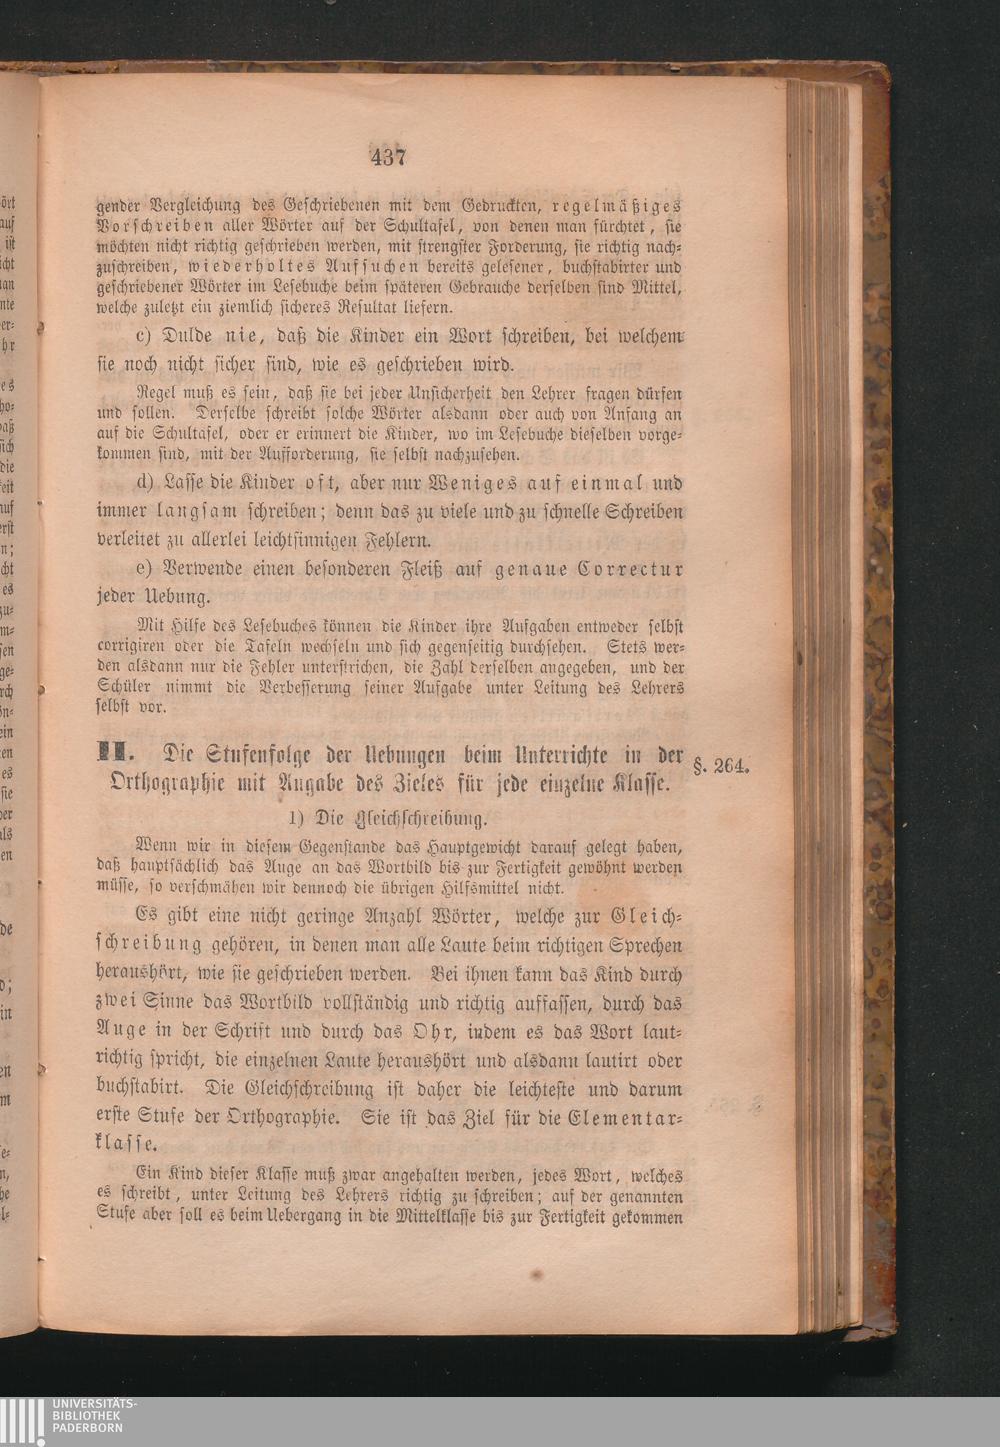 437
gender Vergleichung des Geschriebenen mit dem Gedruckten, regelmäßiges
Vorschreiben aller Wörter auf der Schultafel, von denen man fürchtet, sie
möchten nicht richtig geschrieben werden, mit strengster Forderung, sie richtig nach-
zuschreiben, wiederholtes Aufsuchen bereits gelesener, buchstabirter und
geschriebener Wörter im Lesebuche beim späteren Gebrauche derselben sind Mittel,
welche zuletzt ein ziemlich sicheres Resultat liefern.
c) Dulde nie, daß die Kinder ein Wort schreiben, bei welchem
sie noch nicht sicher sind, wie es geschrieben wird.
Regel muß es sein, daß sie bei jeder Unsicherheit den Lehrer fragen dürfen
und sollen. Derselbe schreibt solche Wörter alsdann oder auch von Anfang an
auf die Schultafel, oder er erinnert die Kinder, wo im Lesebuche dieselben vorge-
kommen sind, mit der Aufforderung, sie selbst nachzusehen.
d) Lasse die Kinder oft, aber nur Weniges auf einmal und
immer langsam schreiben; denn das zu viele und zu schnelle Schreiben
verleitet zu allerlei leichtsinnigen Fehlern.
e) Verwende einen besonderen Fleiß auf genaue Correctur
jeder Uebung.
Mit Hilfe des Lesebuches können die Kinder ihre Aufgaben entweder selbst
corrigiren oder die Tafeln wechseln und sich gegenseitig durchsehen. Stets wer-
den alsdann nur die Fehler unterstrichen, die Zahl derselben angegeben, und der
Schüler nimmt die Verbesserung seiner Aufgabe unter Leitung des Lehrers
selbst vor.
II. Die Stufenfolge der Uebungen beim Unterrichte in der
Orthographie mit Angabe des Zieles für jede einzelne Klasse.
§. 264.
1) Die Gleichschreibung.
Wenn wir in diesem Gegenstande das Hauptgewicht darauf gelegt haben,
daß hauptsächlich das Auge an das Wortbild bis zur Fertigkeit gewöhnt werden
müsse, so verschmähen wir dennoch die übrigen Hilfsmittel nicht.
Es gibt eine nicht geringe Anzahl Wörter, welche zur Gleich-
schreibung gehören, in denen man alle Laute beim richtigen Sprechen
heraushört, wie sie geschrieben werden. Bei ihnen kann das Kind durch
zwei Sinne das Wortbild vollständig und richtig auffassen, durch das
Auge in der Schrift und durch das Ohr, indem es das Wort laut-
richtig spricht, die einzelnen Laute heraushört und alsdann lautirt oder
buchstabirt. Die Gleichschreibung ist daher die leichteste und darum
erste Stufe der Orthographie. Sie ist das Ziel für die Elementar-
klasse.
Ein Kind dieser Klasse muß zwar angehalten werden, jedes Wort, welches
es schreibt, unter Leitung des Lehrers richtig zu schreiben; auf der genannten
Stufe aber soll es beim Uebergang in die Mittelklasse bis zur Fertigkeit gekommen
UNIVERSITÄTS-
BIBLIOTHEK
PADERBORN